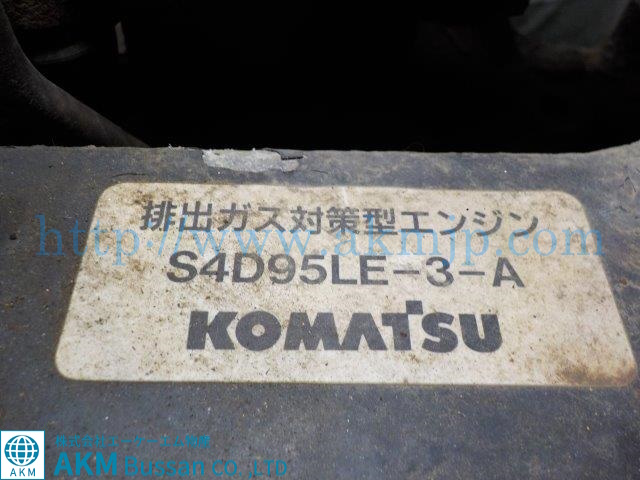 排出ガス対策型エンジン
http://www.akmjp.com/
S4D95LE-3-A
KOMATSU
株式会社エーケーエム物産
AKM Bussan CO.,LTD
AKM